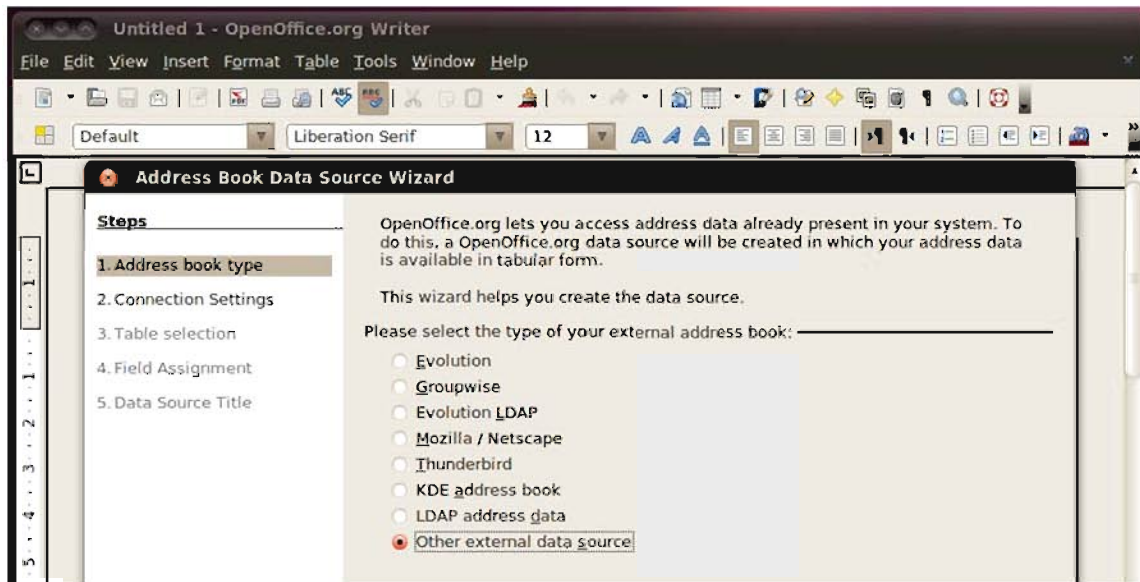 Untitled 1 - OpenOffice.org Writer
File Edit View Insert Format Table Tools Window Help
Default Liberation Serif 12
Address Book Data Source Wizard
Steps
1. Address book type
2. Connection Settings
3. Table selection
4. Field Assignment
5. Data Source Title
OpenOffice.org lets you access address data already present in your system. To
do this, a OpenOffice.org data source will be created in which your address data
is available in tabular form.
This wizard helps you create the data source.
Please select the type of your external address book:
Evolution
Groupwise
Evolution LDAP
Mozilla / Netscape
Thunderbird
KDE address book
LDAP address data
Other external data source